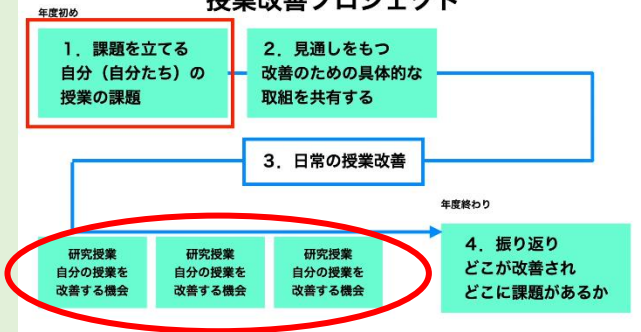 授業改善プロジェクト
年度初め
1．課題を立てる
自分（自分たち）の
授業の課題
2．見通しをもつ
改善のための具体的な
取組を共有する
3．日常の授業改善
研究授業
自分の授業を
改善する機会
研究授業
自分の授業を
改善する機会
研究授業
自分の授業を
改善する機会
年度終わり
4．振り返り
どこが改善され
どこに課題があるか